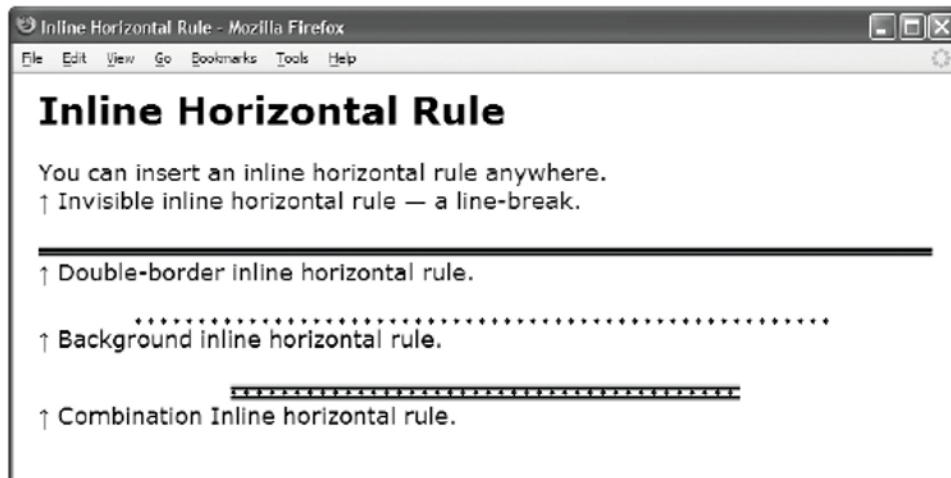 Inline Horizontal Rule - Mozilla Firefox
File Edit View Go Bookmarks Tools Help
Inline Horizontal Rule
You can insert an inline horizontal rule anywhere.
↑ Invisible inline horizontal rule — a line-break.
↑ Double-border inline horizontal rule.
↑ Background inline horizontal rule.
↑ Combination Inline horizontal rule.